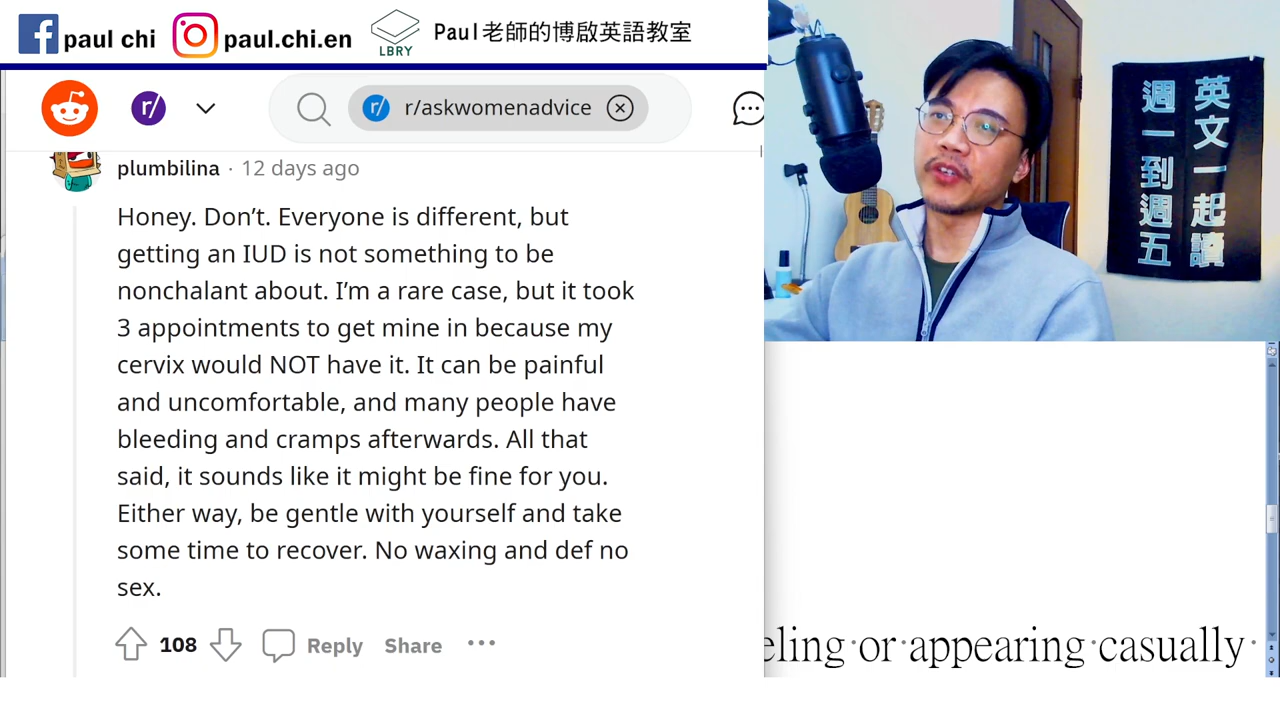 paul chi
paul.chi.en
LBRY
Paul老師的博啟英語教室
r/
r/
r/askwomenadvice
plumbilina · 12 days ago
Honey. Don’t. Everyone is different, but
getting an IUD is not something to be
nonchalant about. I’m a rare case, but it took
3 appointments to get mine in because my
cervix would NOT have it. It can be painful
and uncomfortable, and many people have
bleeding and cramps afterwards. All that
said, it sounds like it might be fine for you.
Either way, be gentle with yourself and take
some time to recover. No waxing and def no
sex.
108
Reply
Share
英文一起讀
週一到週五
eling·or·appearing·casually·